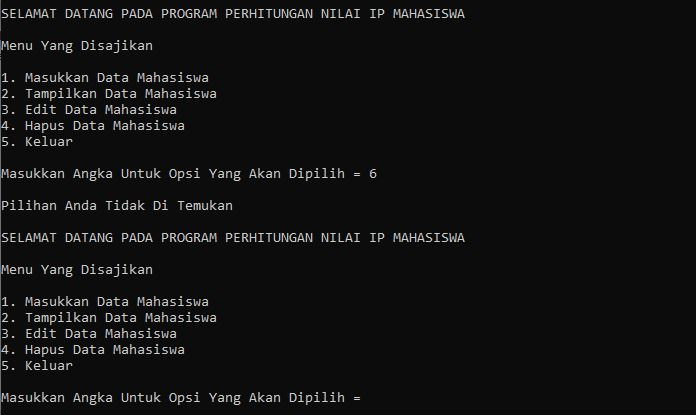 SELAMAT DATANG PADA PROGRAM PERHITUNGAN NILAI IP MAHASISWA
Menu Yang Disajikan
1. Masukkan Data Mahasiswa
2. Tampilkan Data Mahasiswa
3. Edit Data Mahasiswa
4. Hapus Data Mahasiswa
5. Keluar
Masukkan Angka Untuk Opsi Yang Akan Dipilih = 6
Pilihan Anda Tidak Di Temukan
SELAMAT DATANG PADA PROGRAM PERHITUNGAN NILAI IP MAHASISWA
Menu Yang Disajikan
1. Masukkan Data Mahasiswa
2. Tampilkan Data Mahasiswa
3. Edit Data Mahasiswa
4. Hapus Data Mahasiswa
5. Keluar
Masukkan Angka Untuk Opsi Yang Akan Dipilih =